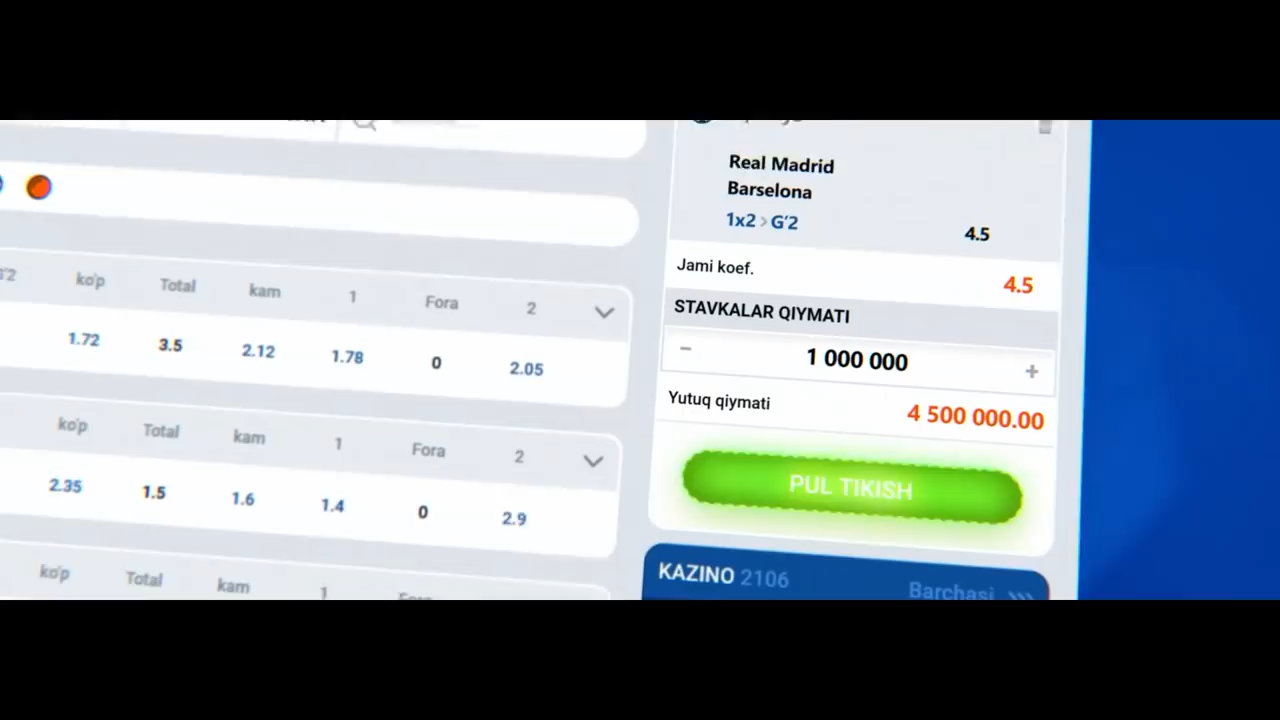 Real Madrid
Barselona
1x2 > G'2 4.5
Jami koef. 4.5
STAVKALAR QIYMATI
− 1 000 000 +
Yutuq qiymati 4 500 000.00
PUL TIKISH
KAZINO 2106 Barchasi >>>
ko'p Total kam 1 Fora 2
1.72 3.5 2.12 1.78 0 2.05
ko'p Total kam 1 Fora 2
2.35 1.5 1.6 1.4 0 2.9
ko'p Total kam 1